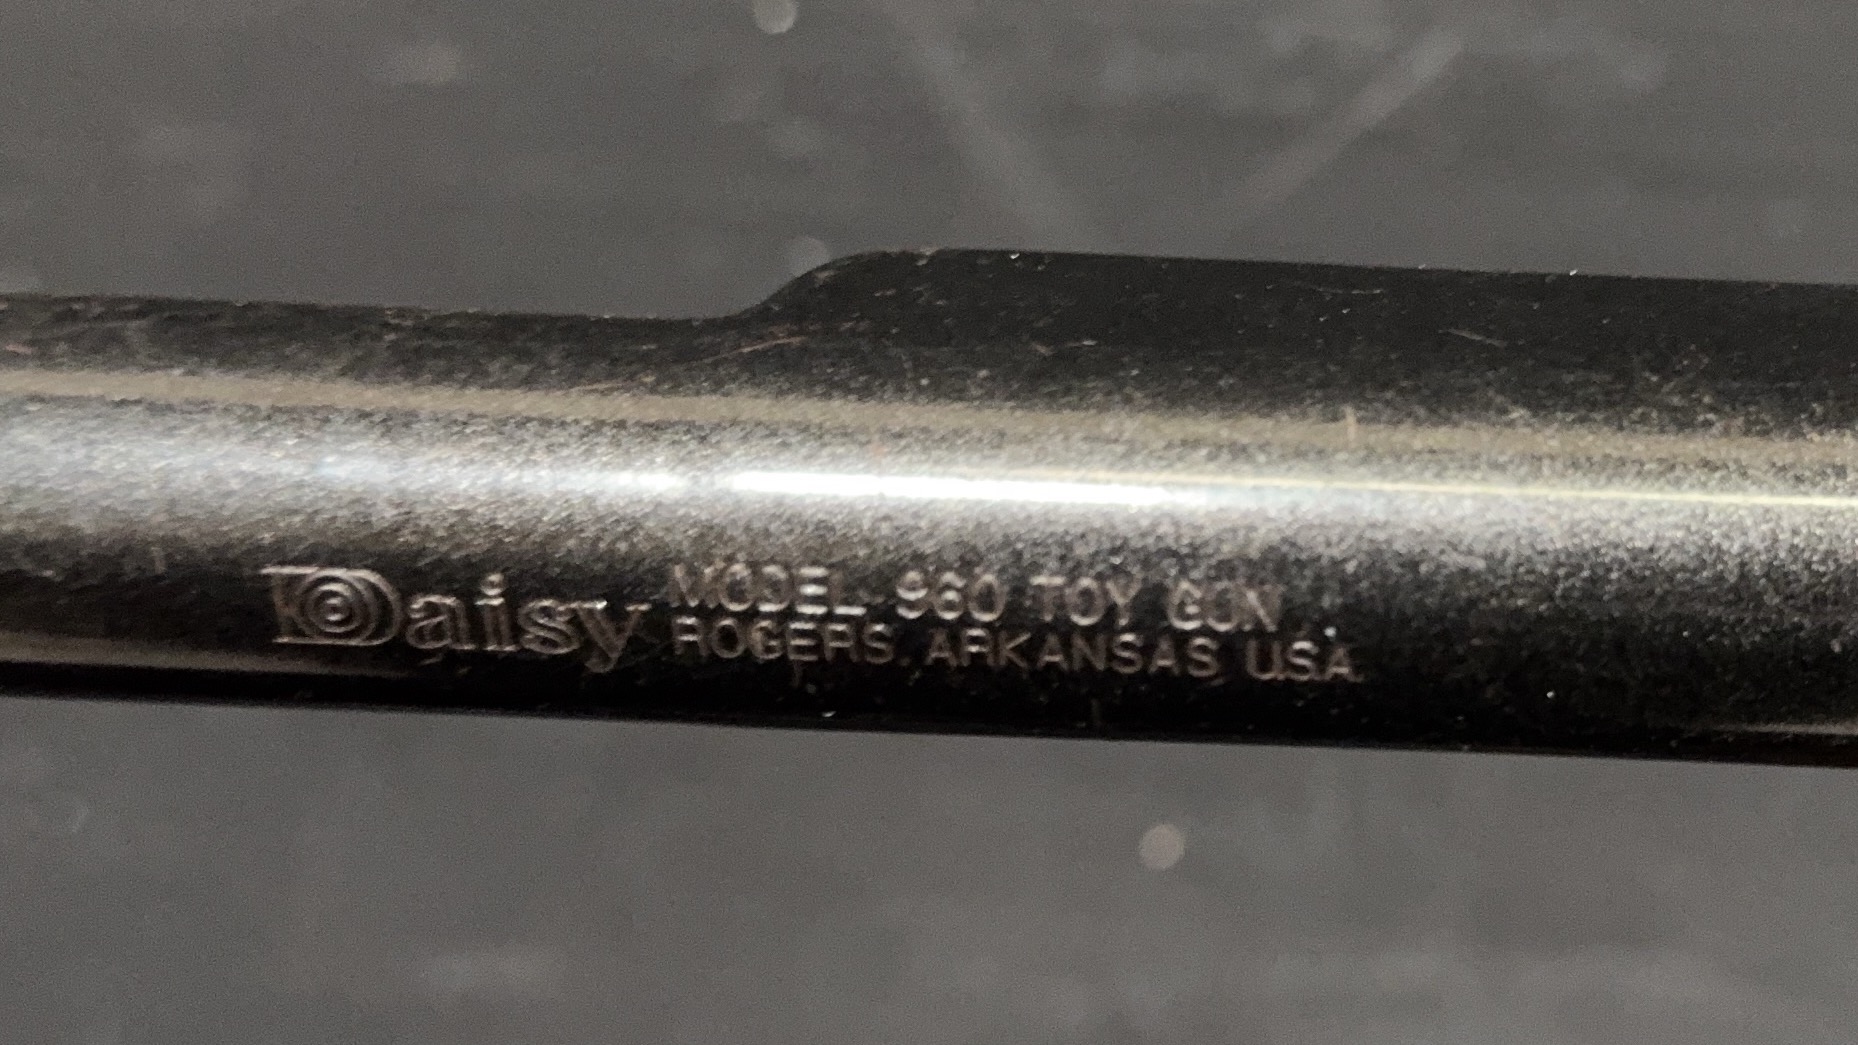 Daisy
MODEL 960 TOY GUN
ROGERS, ARKANSAS USA